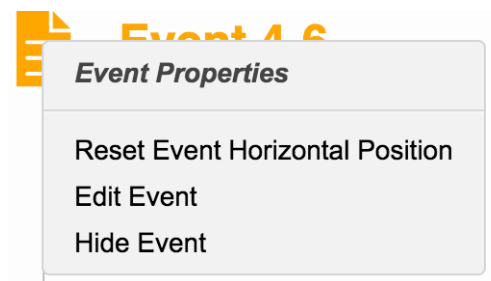 Event 4.6
Event Properties
Reset Event Horizontal Position
Edit Event
Hide Event